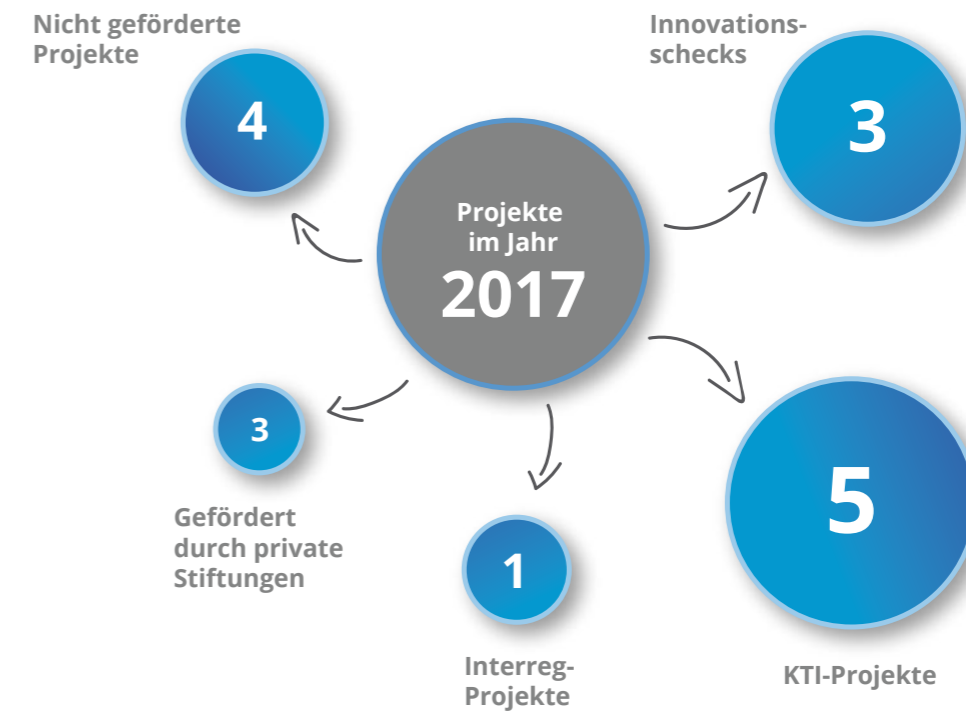 Nicht geförderte
Projekte
4
Innovations-
schecks
3
Projekte
im Jahr
2017
3
Gefördert
durch private
Stiftungen
1
Interreg-
Projekte
5
KTI-Projekte